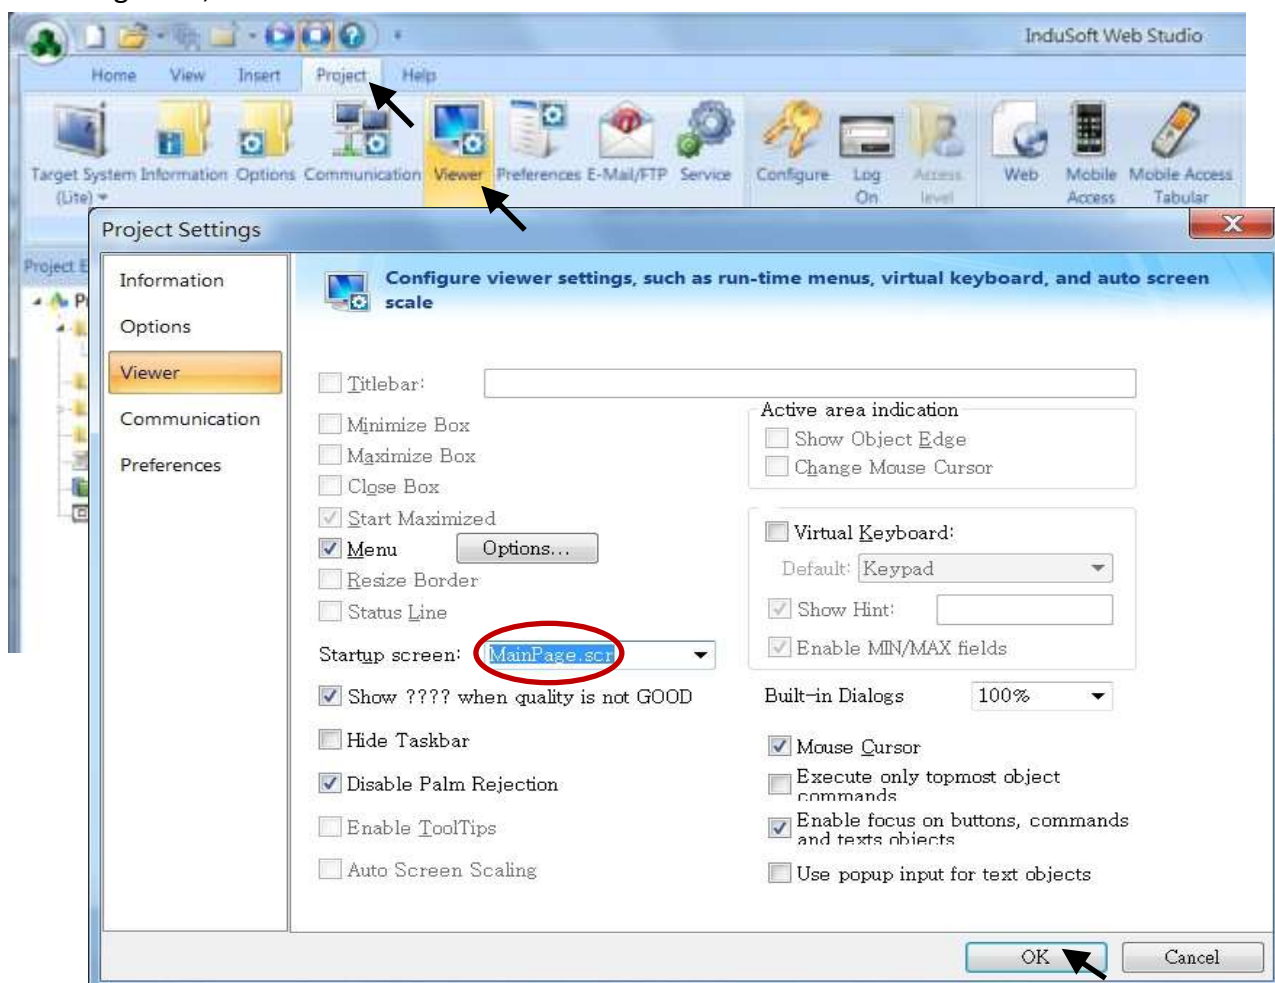 InduSoft Web Studio
Home View Insert Project Help
Target System Information Options Communication Viewer Preferences E-Mail/FTP Service Configure Log Access Web Mobile Mobile Access
(Lite) On level Access Tabular
Project Settings
Project E
Information
Configure viewer settings, such as run-time menus, virtual keyboard, and auto screen
scale
Options
Viewer
Titlebar:
Communication
Minimize Box
Active area indication
Show Object Edge
Preferences
Maximize Box
Change Mouse Cursor
Close Box
Start Maximized
Virtual Keyboard:
Menu Options...
Default: Keypad
Resize Border
Status Line
Show Hint:
Startup screen: MainPage.scr
Enable MIN/MAX fields
Show ???? when quality is not GOOD
Built-in Dialogs 100%
Hide Taskbar
Mouse Cursor
Disable Palm Rejection
Execute only topmost object
commands
Enable ToolTips
Enable focus on buttons, commands
and texts objects
Auto Screen Scaling
Use popup input for text objects
OK Cancel